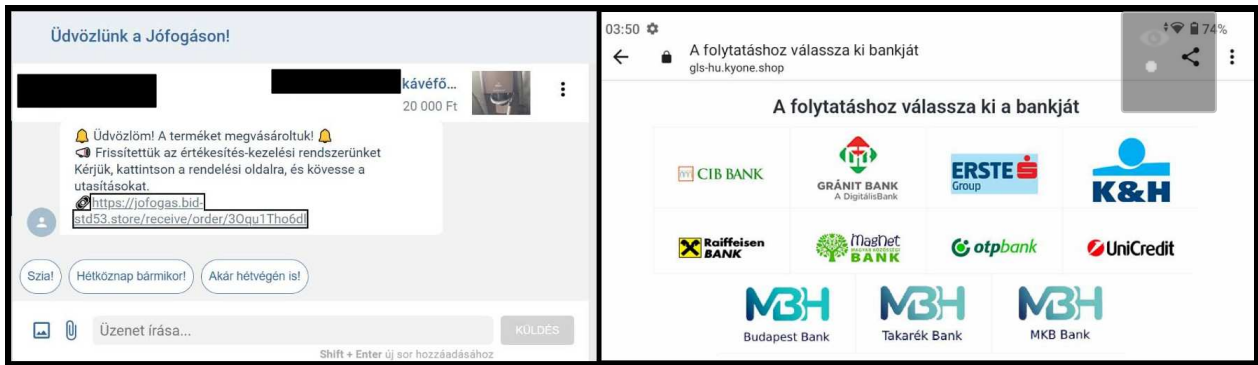 Üdvözlünk a Jófogáson!
kávéfő...
20 000 Ft
🔔 Üdvözlöm! A terméket megvásároltuk! 🔔
📢 Frissítettük az értékesítés-kezelési rendszerünket
Kérjük, kattintson a rendelési oldalra, és kövesse a
utasításokat.
🔗https://jofogas.bid-
std53.store/receive/order/3Oqu1Tho6dI
Szia!
Hétköznap bármikor!
Akár hétvégén is!
Üzenet írása...
KÜLDÉS
Shift + Enter új sor hozzáadásához
03:50
74%
A folytatáshoz válassza ki bankját
gls-hu.kyone.shop
A folytatáshoz válassza ki a bankját
CIB BANK
GRÁNIT BANK
A DigitálisBank
ERSTE
Group
K&H
Raiffeisen
BANK
MagNet
BANK
otpbank
UniCredit
MBH
Budapest Bank
MBH
Takarék Bank
MBH
MKB Bank